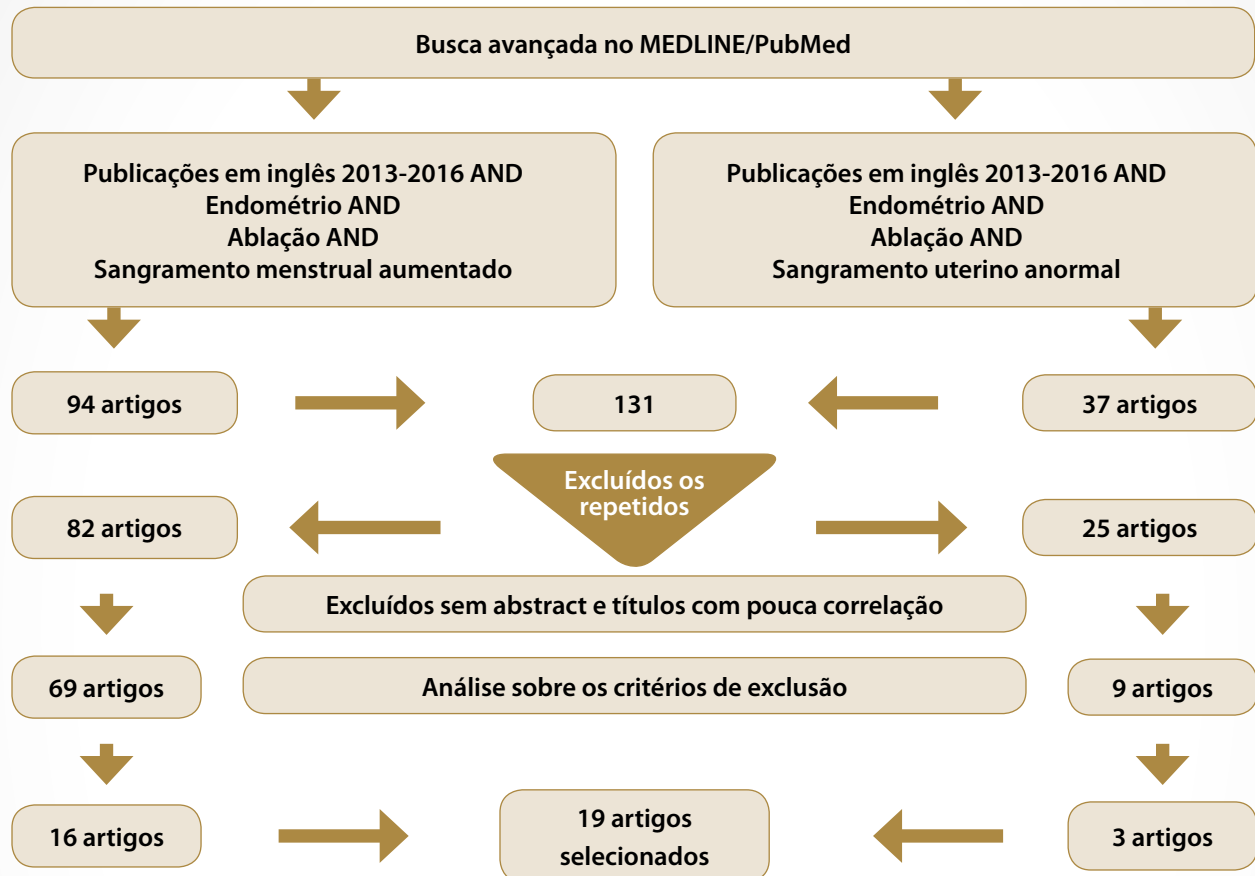 Busca avançada no MEDLINE/PubMed
Publicações em inglês 2013-2016 AND
Endométrio AND
Ablação AND
Sangramento menstrual aumentado
Publicações em inglês 2013-2016 AND
Endométrio AND
Ablação AND
Sangramento uterino anormal
94 artigos
131
37 artigos
Excluídos os
repetidos
82 artigos
25 artigos
Excluídos sem abstract e títulos com pouca correlação
69 artigos
Análise sobre os critérios de exclusão
9 artigos
16 artigos
19 artigos
selecionados
3 artigos